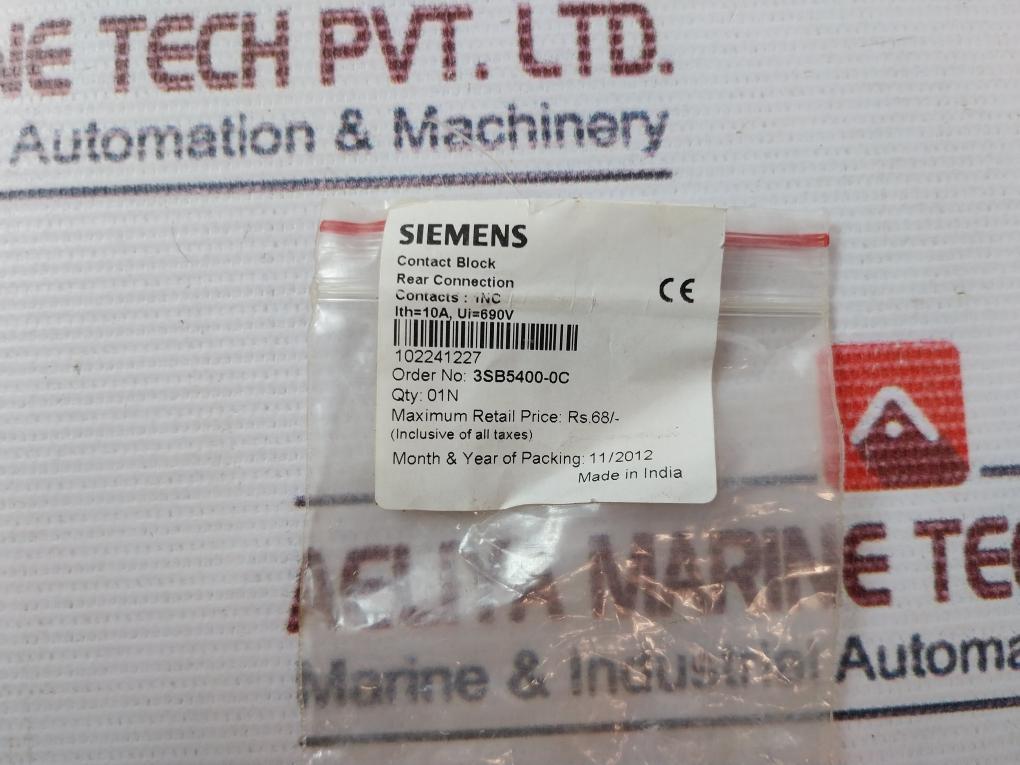 NE TECH PVT. LTD.
Automation & Machinery
SIEMENS
Contact Block
Rear Connection
Contacts : 1NC
Ith=10A, Ui=690V
CE
102241227
Order No: 3SB5400-0C
Qty: 01N
Maximum Retail Price: Rs.68/-
(Inclusive of all taxes)
Month & Year of Packing: 11/2012
Made in India
AELIYA MARINE TEC
Marine & Industrial Automa